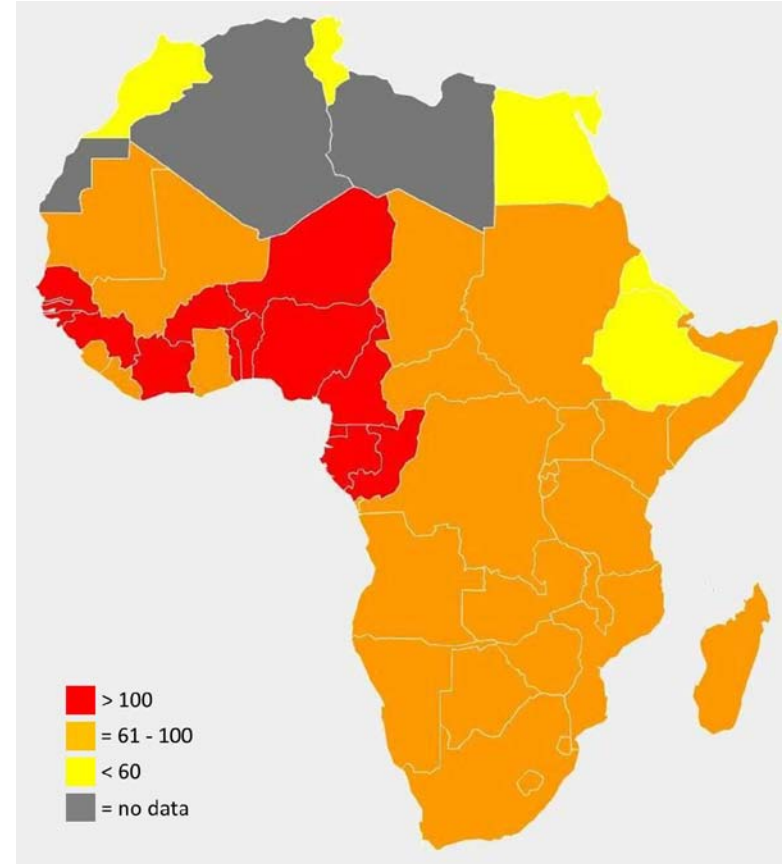 > 100
= 61 - 100
< 60
= no data